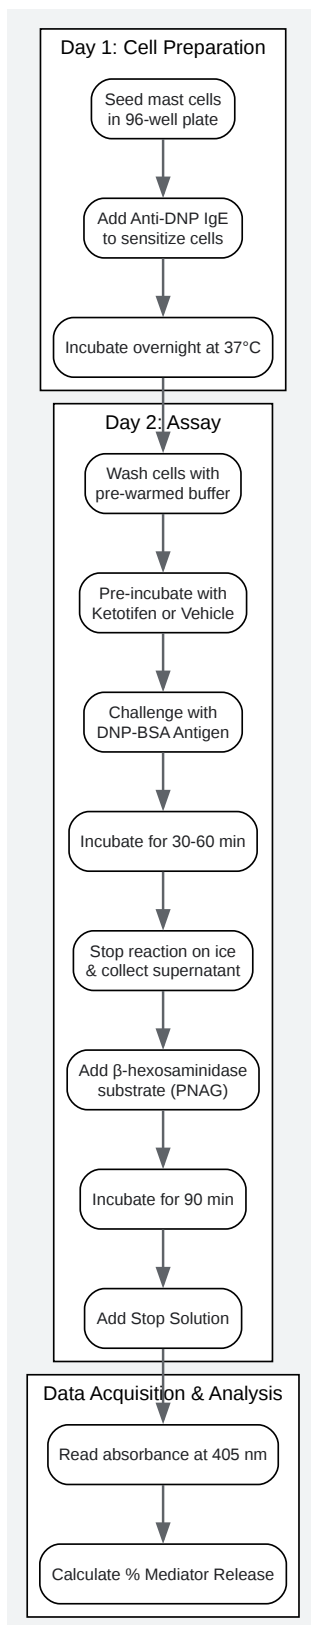 Day 1: Cell Preparation
Seed mast cells
in 96-well plate
Add Anti-DNP IgE
to sensitize cells
Incubate overnight at 37°C
Day 2: Assay
Wash cells with
pre-warmed buffer
Pre-incubate with
Ketotifen or Vehicle
Challenge with
DNP-BSA Antigen
Incubate for 30-60 min
Stop reaction on ice
& collect supernatant
Add β-hexosaminidase
substrate (PNAG)
Incubate for 90 min
Add Stop Solution
Data Acquisition & Analysis
Read absorbance at 405 nm
Calculate % Mediator Release